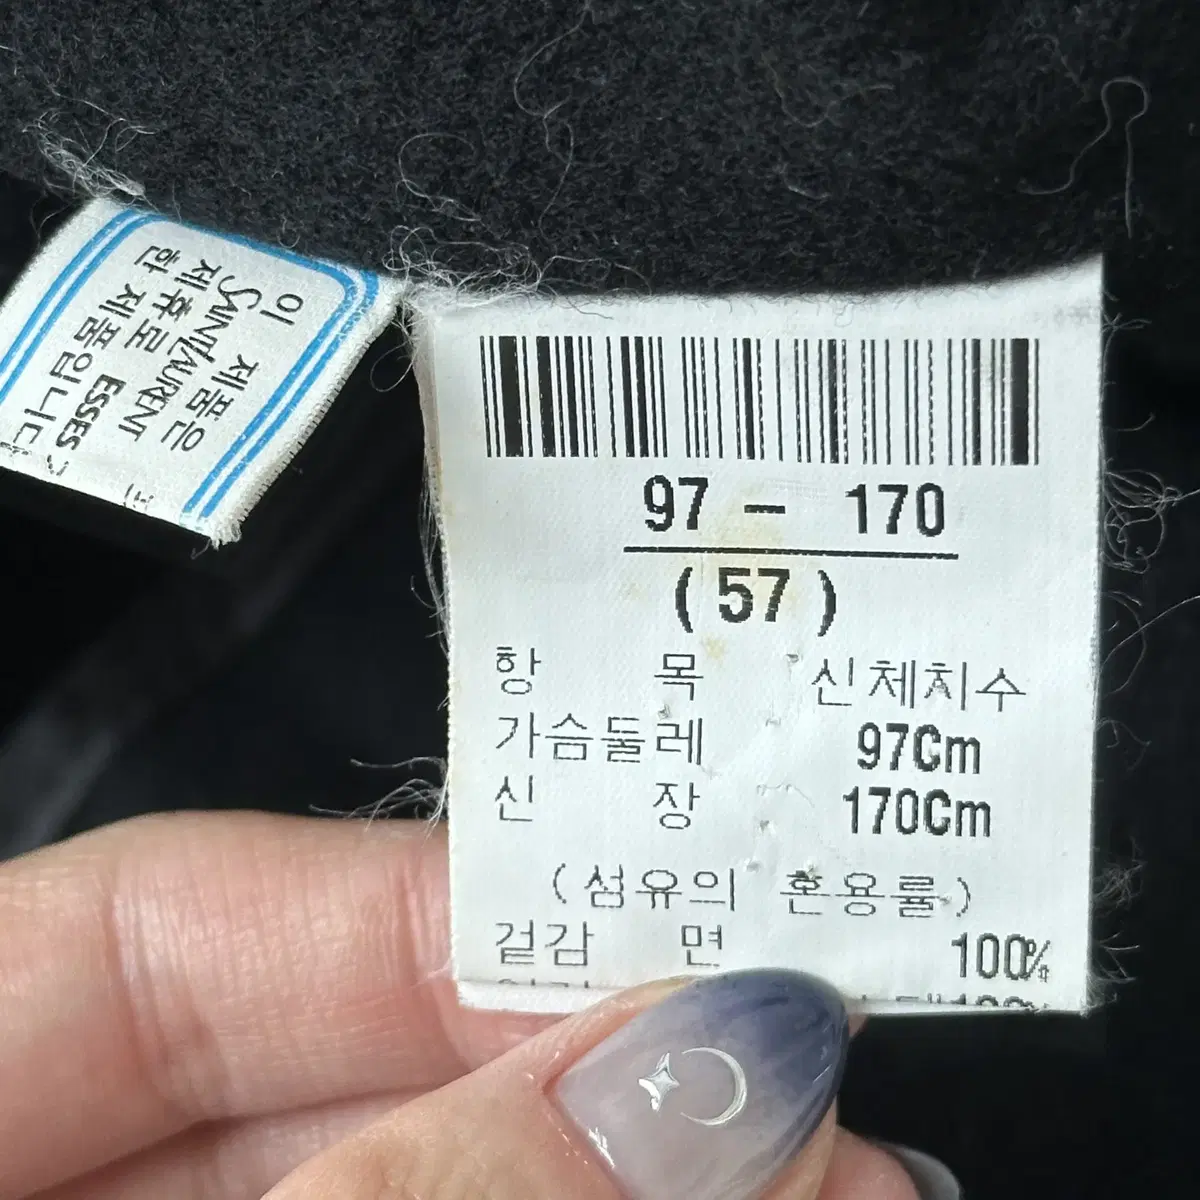 이 제품은
SAINTLAURENT
제휴로 ESSES
한 제품입니다
97 - 170
(57)
항 목 신체치수
가슴둘레 97Cm
신 장 170Cm
(섬유의 혼용률)
겉감 면 100%